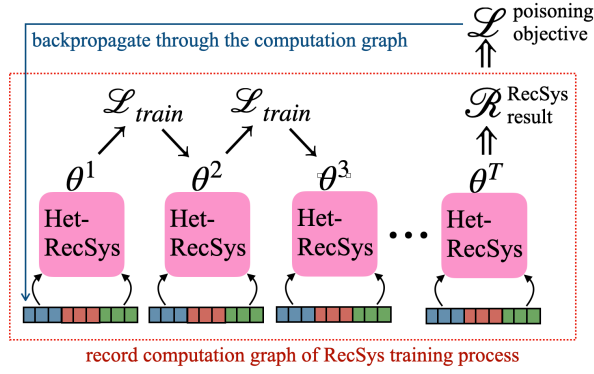 ℒ poisoning
objective
backpropagate through the computation graph
ℛ RecSys
result
ℒ train
ℒ train
θ¹ θ² θ³ θᵀ
Het-
RecSys
Het-
RecSys
Het-
RecSys
•••
Het-
RecSys
record computation graph of RecSys training process